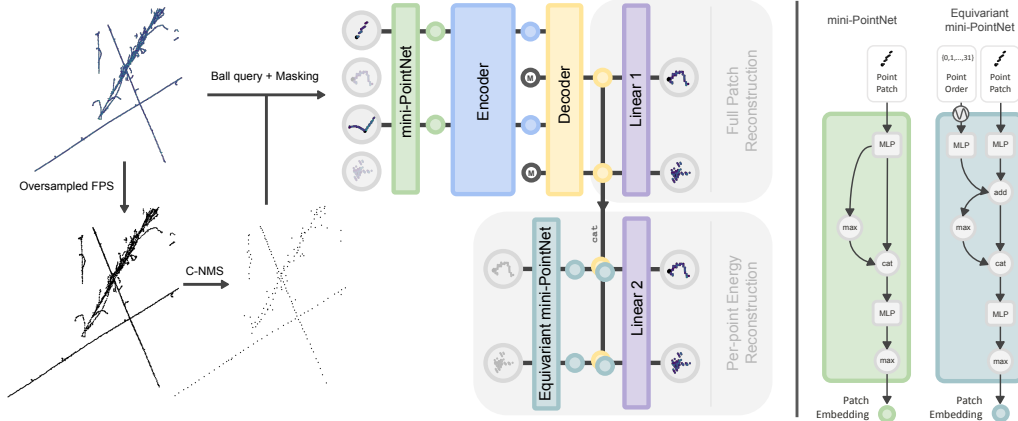 Ball query + Masking
Oversampled FPS
C-NMS
mini-PointNet
Encoder
M
M
Decoder
Linear 1
Full Patch
Reconstruction
cat
Equivariant mini-PointNet
Linear 2
Per-point Energy
Reconstruction
mini-PointNet
Point
Patch
MLP
max
cat
MLP
max
Patch
Embedding
Equivariant
mini-PointNet
{0,1,...,31}
Point
Order
Point
Patch
MLP
MLP
add
max
cat
MLP
max
Patch
Embedding